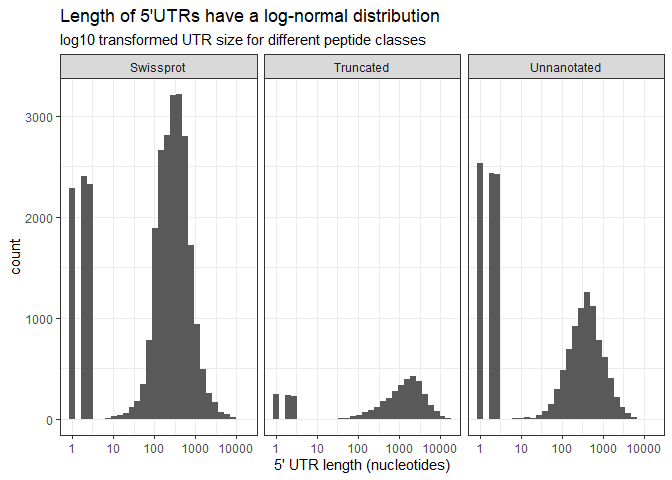 Length of 5'UTRs have a log-normal distribution
log10 transformed UTR size for different peptide classes
Swissprot Truncated Unnanotated
3000
2000
1000
0
count
1 10 100 1000 10000 1 10 100 1000 10000 1 10 100 1000 10000
5' UTR length (nucleotides)